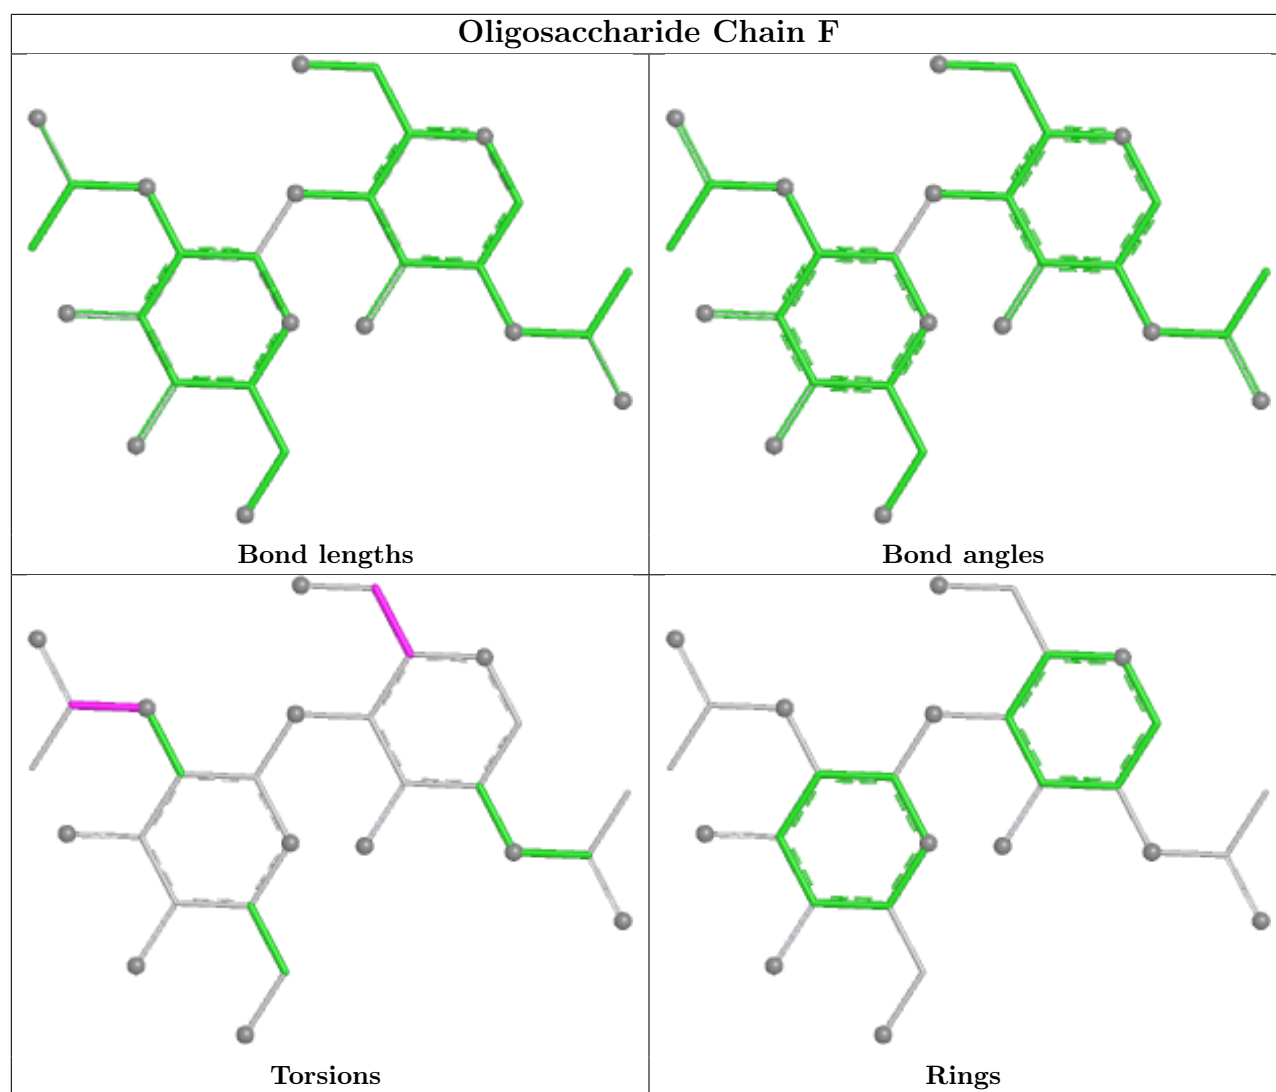 Oligosaccharide Chain F
Bond lengths
Bond angles
Torsions
Rings